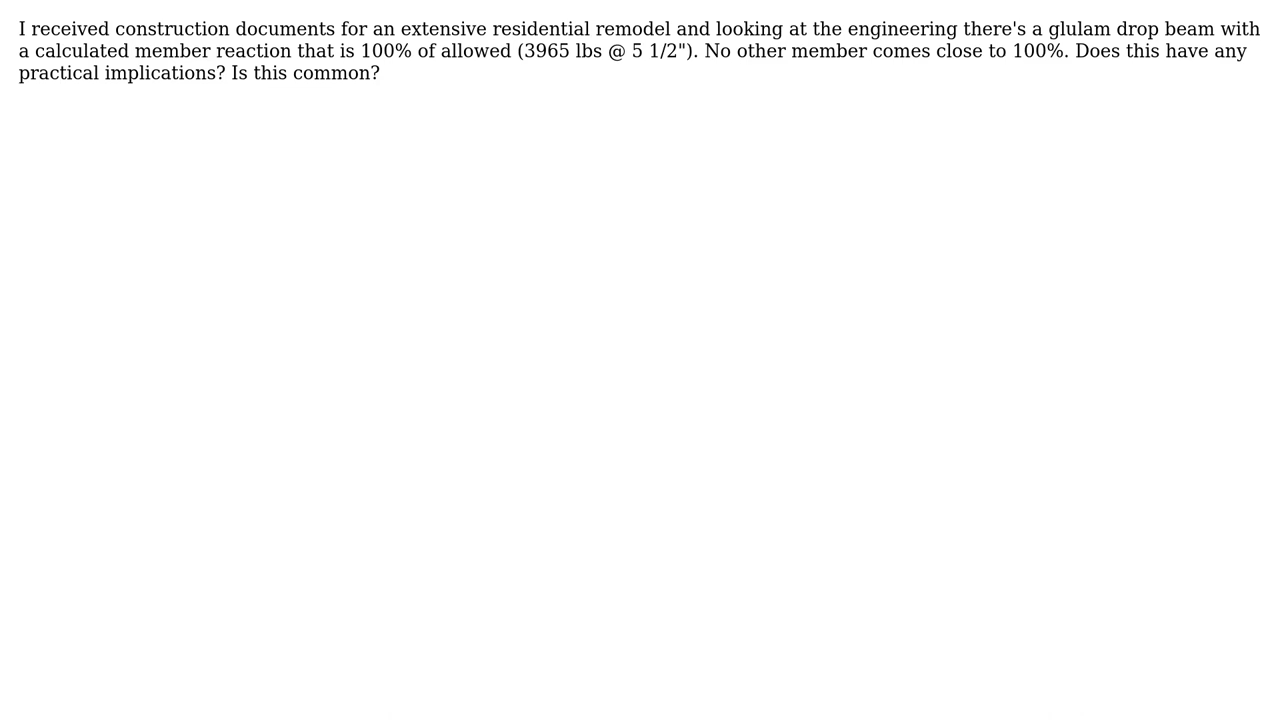 I received construction documents for an extensive residential remodel and looking at the engineering there's a glulam drop beam with
a calculated member reaction that is 100% of allowed (3965 lbs @ 5 1/2"). No other member comes close to 100%. Does this have any
practical implications? Is this common?